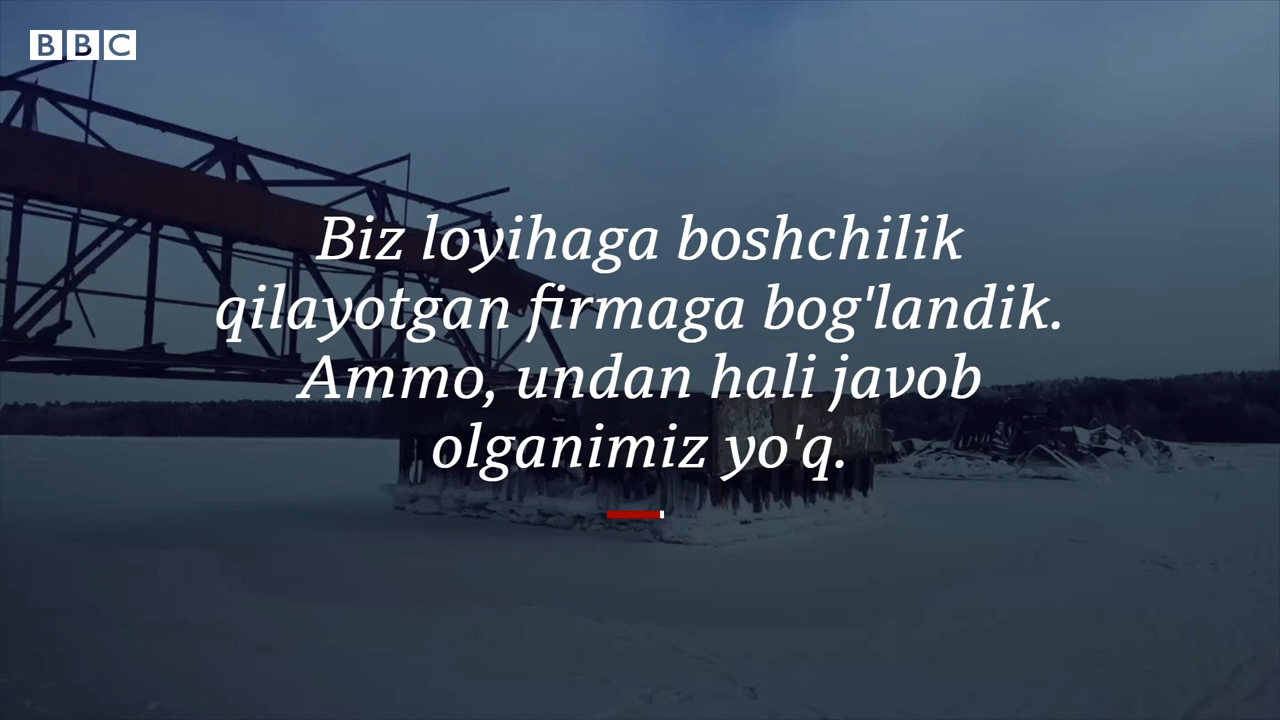 BBC
Biz loyihaga boshchilik
qilayotgan firmaga bog'landik.
Ammo, undan hali javob
olganimiz yo'q.